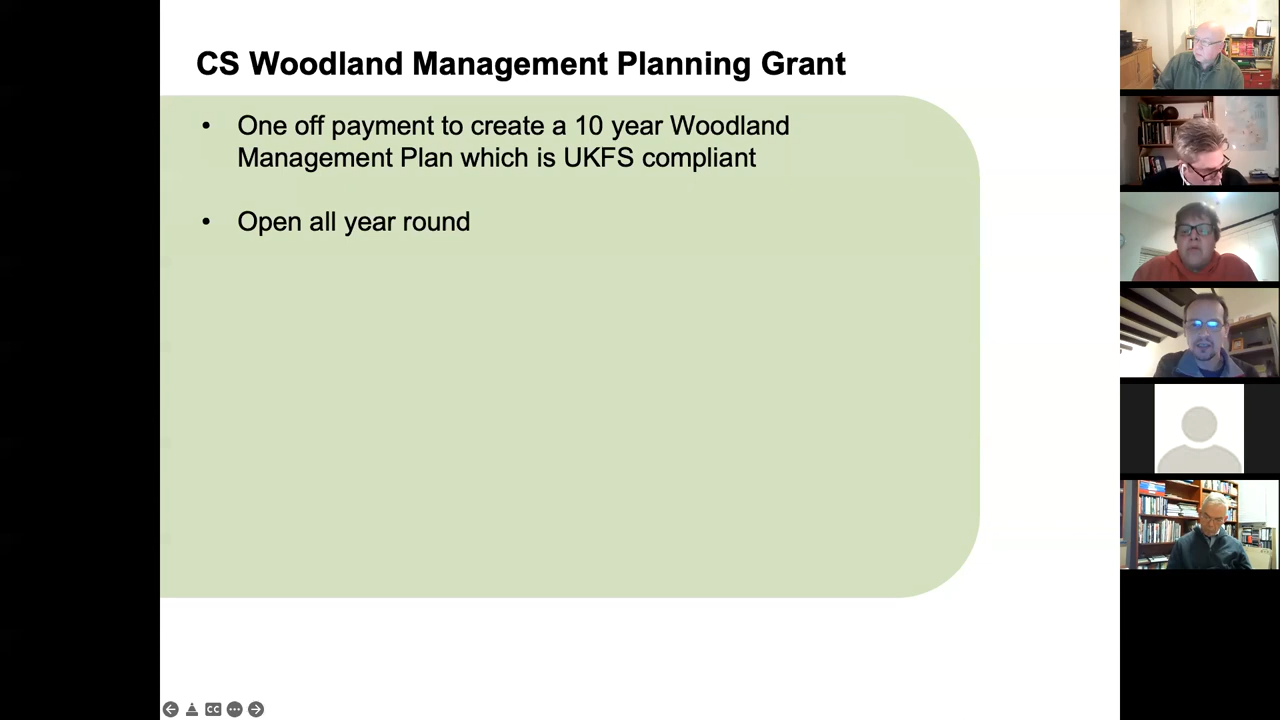 CS Woodland Management Planning Grant
• One off payment to create a 10 year Woodland
Management Plan which is UKFS compliant
• Open all year round
CC